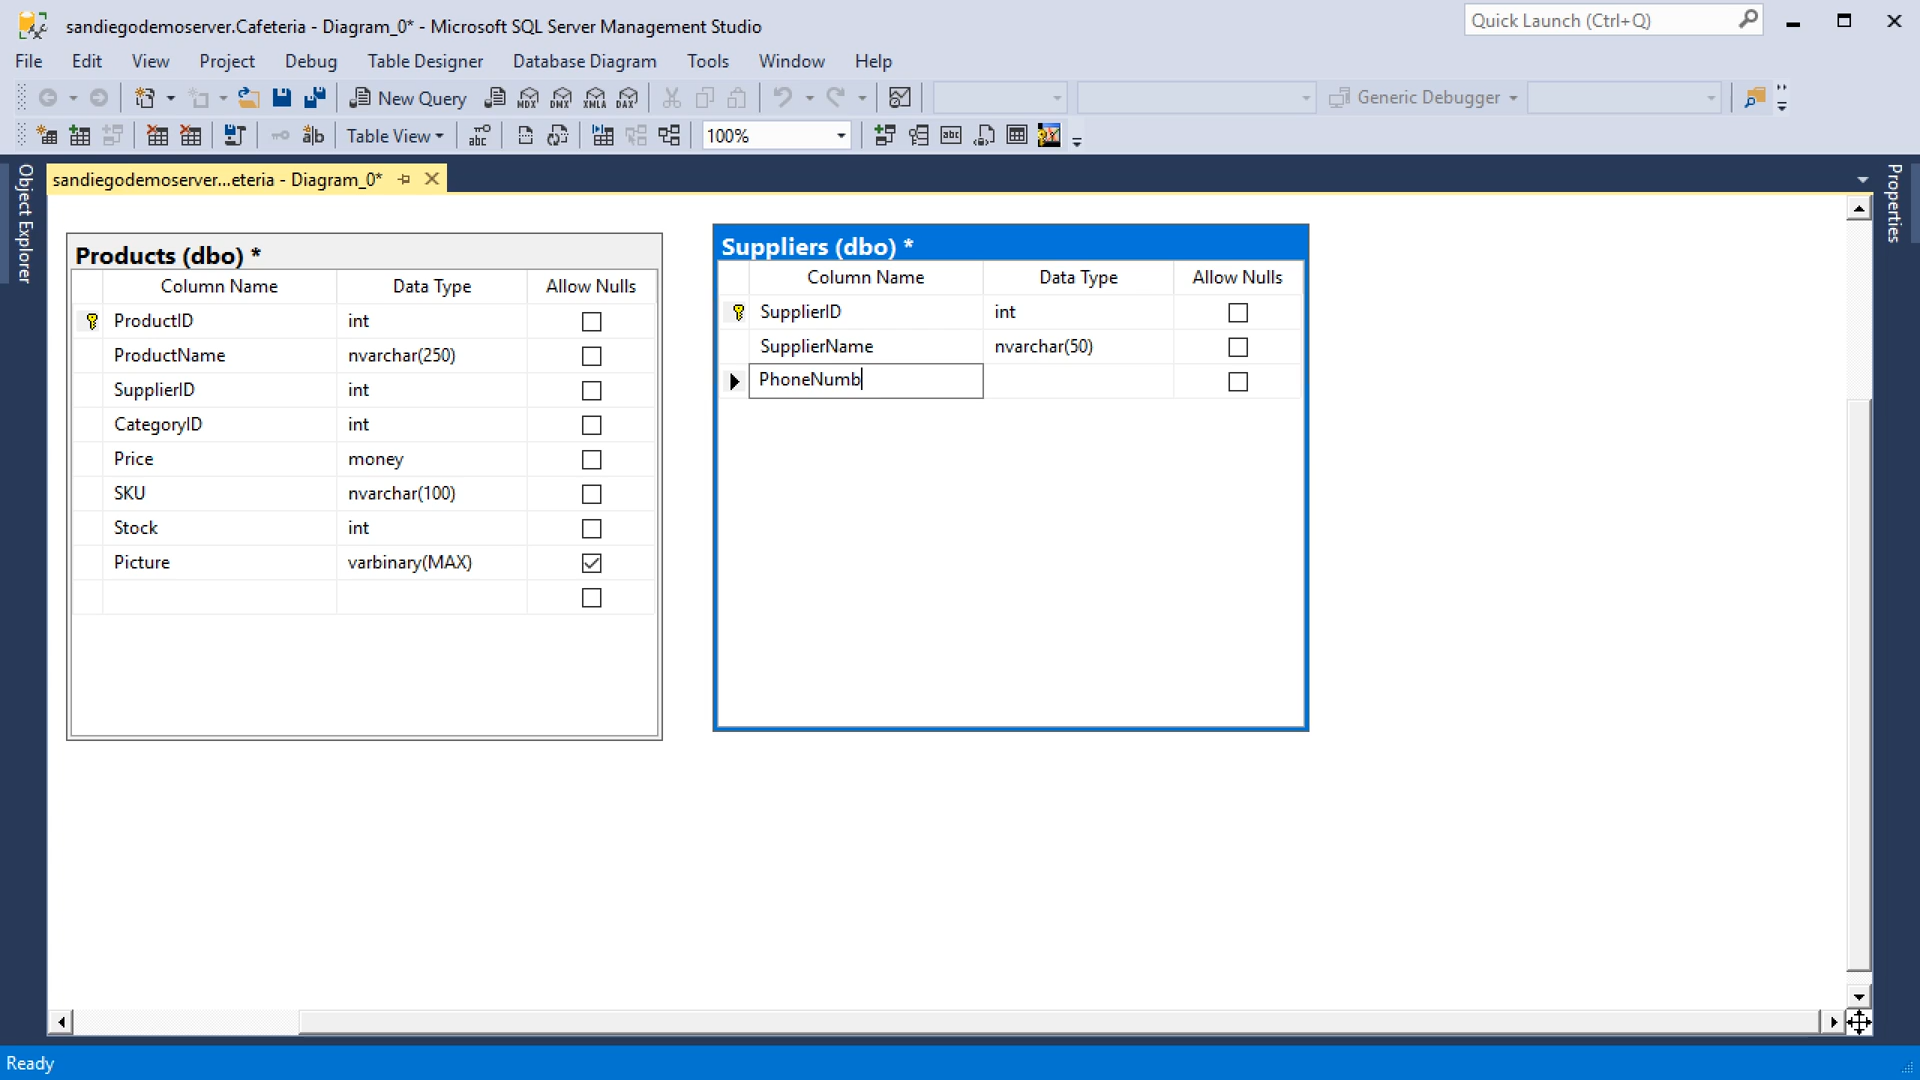 sandiegodemoserver.Cafeteria - Diagram_0* - Microsoft SQL Server Management Studio
Quick Launch (Ctrl+Q)
File Edit View Project Debug Table Designer Database Diagram Tools Window Help
New Query MDX DMX XMLA DAX Generic Debugger
Table View 100%
Object Explorer
sandiegodemoserver...eteria - Diagram_0*
Properties
Products (dbo) *
Column Name Data Type Allow Nulls
ProductID int
ProductName nvarchar(250)
SupplierID int
CategoryID int
Price money
SKU nvarchar(100)
Stock int
Picture varbinary(MAX)
Suppliers (dbo) *
Column Name Data Type Allow Nulls
SupplierID int
SupplierName nvarchar(50)
PhoneNumb
Ready